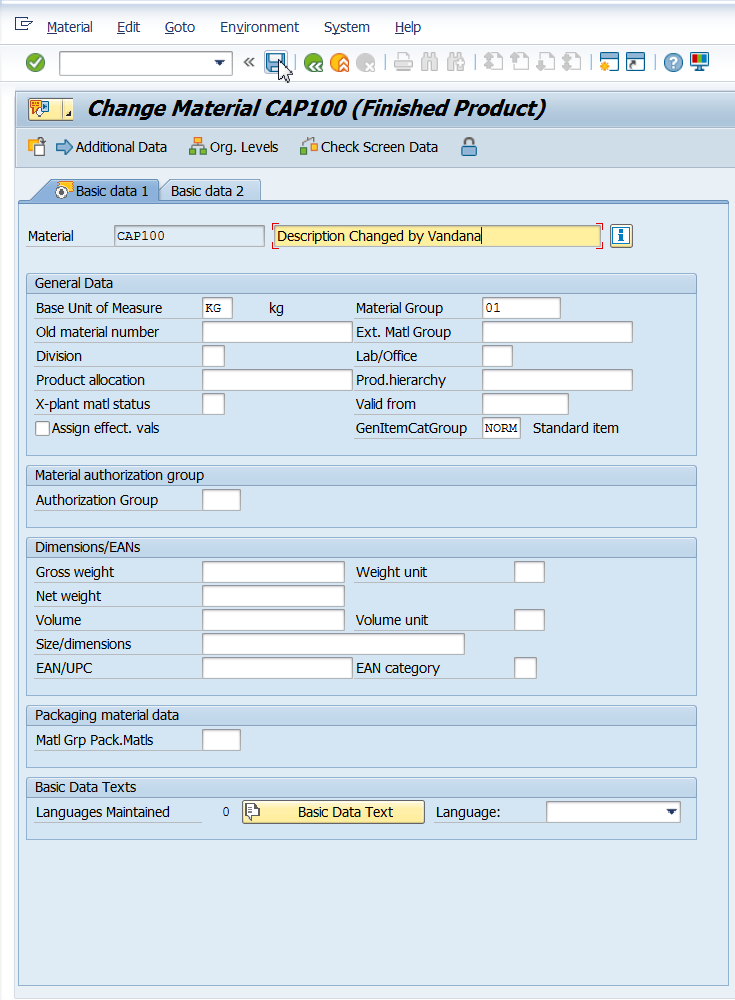 Material Edit Goto Environment System Help
Change Material CAP100 (Finished Product)
Additional Data Org. Levels Check Screen Data
Basic data 1 Basic data 2
Material CAP100 Description Changed by Vandana
General Data
Base Unit of Measure KG kg Material Group 01
Old material number Ext. Matl Group
Division Lab/Office
Product allocation Prod.hierarchy
X-plant matl status Valid from
Assign effect. vals GenItemCatGroup NORM Standard item
Material authorization group
Authorization Group
Dimensions/EANs
Gross weight Weight unit
Net weight
Volume Volume unit
Size/dimensions
EAN/UPC EAN category
Packaging material data
Matl Grp Pack.Matls
Basic Data Texts
Languages Maintained 0 Basic Data Text Language: